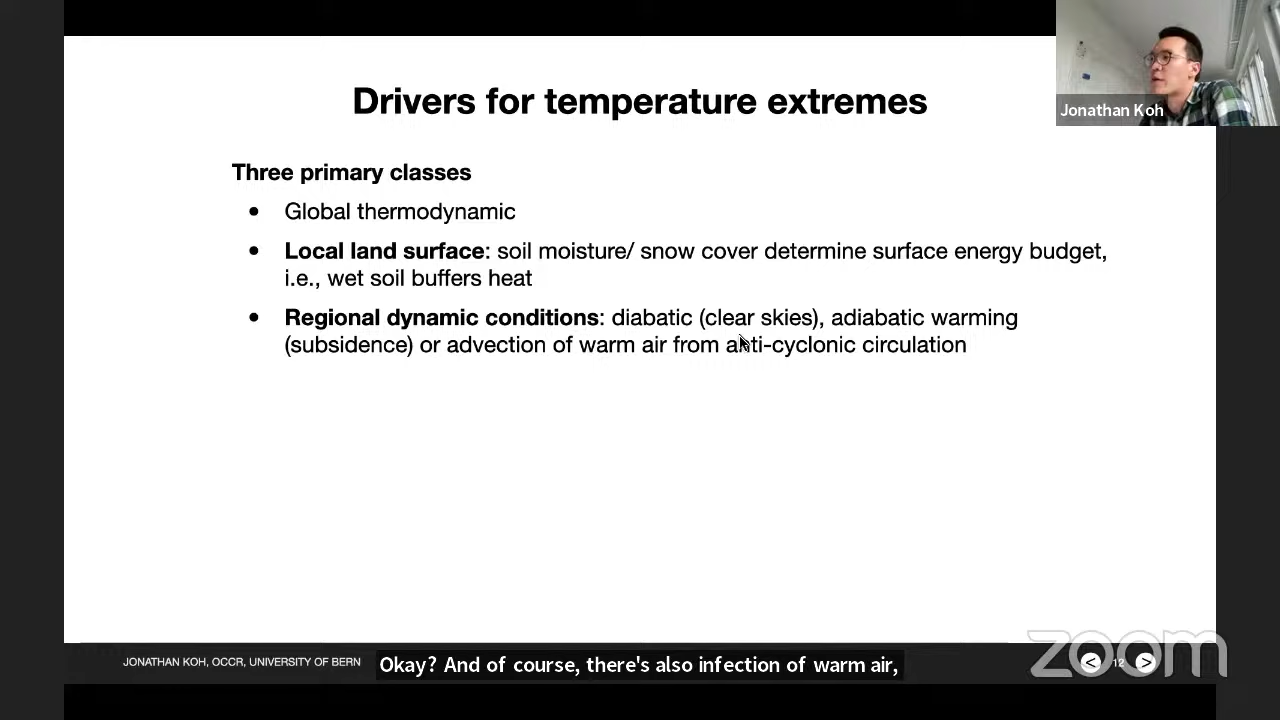 Drivers for temperature extremes
Jonathan Koh
Three primary classes
• Global thermodynamic
• Local land surface: soil moisture/ snow cover determine surface energy budget,
i.e., wet soil buffers heat
• Regional dynamic conditions: diabatic (clear skies), adiabatic warming
(subsidence) or advection of warm air from anti-cyclonic circulation
JONATHAN KOH, OCCR, UNIVERSITY OF BERN
Okay? And of course, there's also infection of warm air,
zoom
< 12 >